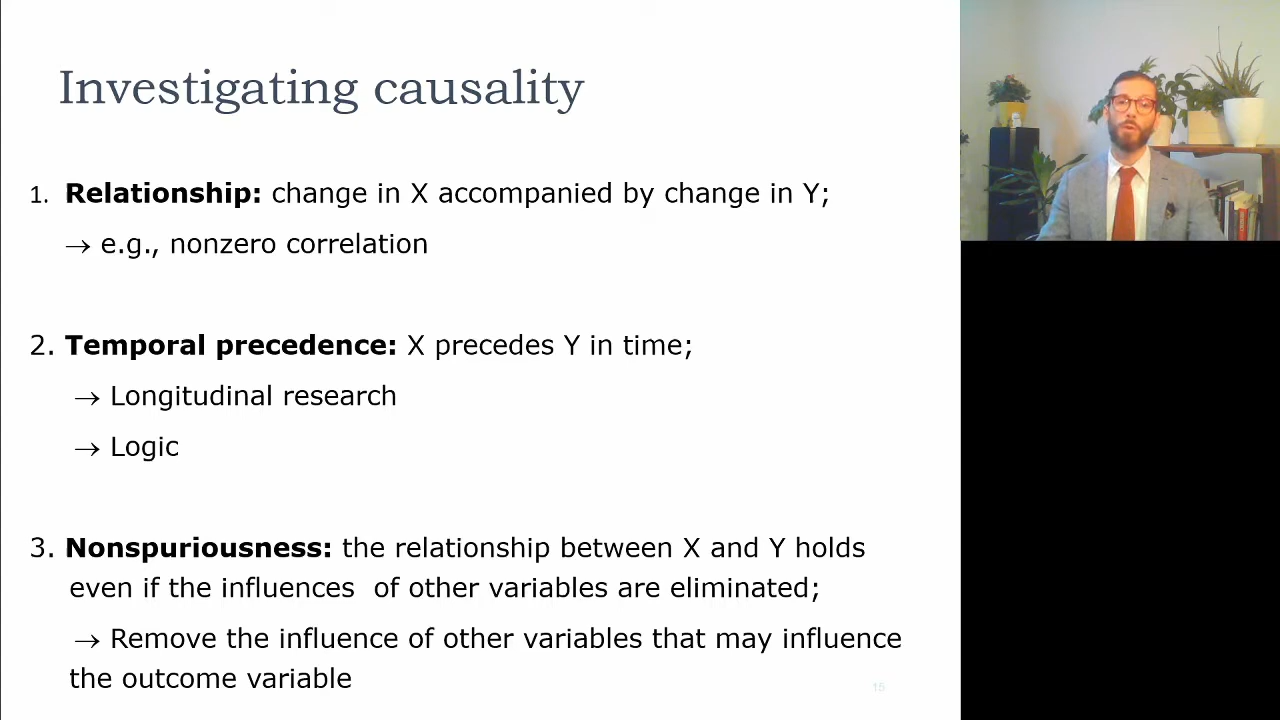 Investigating causality
1. Relationship: change in X accompanied by change in Y;
→ e.g., nonzero correlation
2. Temporal precedence: X precedes Y in time;
→ Longitudinal research
→ Logic
3. Nonspuriousness: the relationship between X and Y holds
even if the influences  of other variables are eliminated;
→ Remove the influence of other variables that may influence
the outcome variable
15